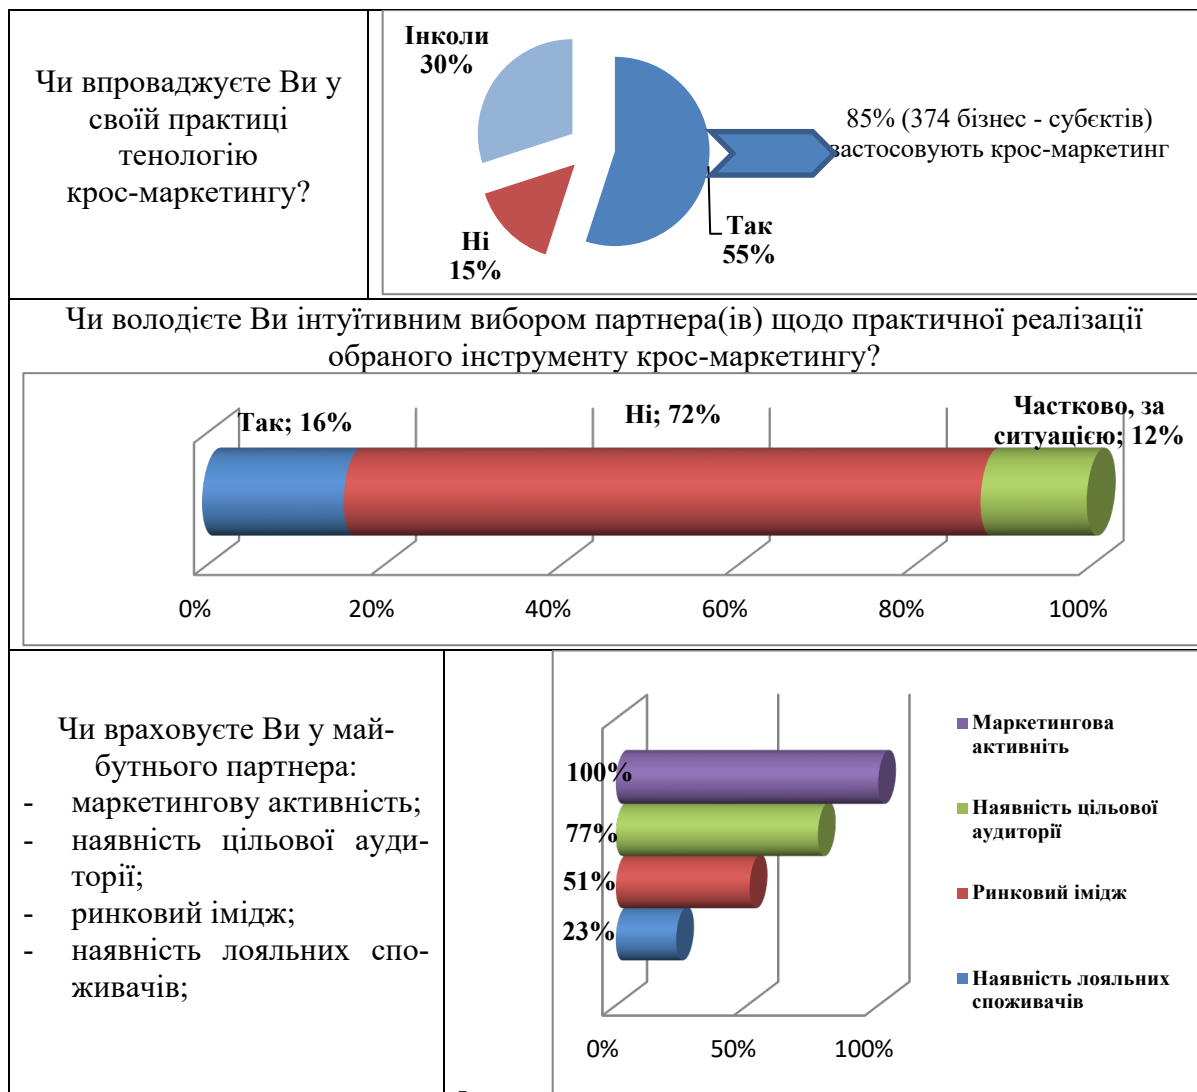 Чи впроваджуєте Ви у
своїй практиці
тенологію
крос-маркетингу?
Інколи
30%
Ні
15%
Так
55%
85% (374 бізнес - субєктів)
застосовують крос-маркетинг
Чи володієте Ви інтуїтивним вибором партнера(ів) щодо практичної реалізації
обраного інструменту крос-маркетингу?
Так; 16%
Ні; 72%
Частково, за
ситуацією; 12%
0% 20% 40% 60% 80% 100%
Чи враховуєте Ви у май-
бутнього партнера:
- маркетингову активність;
- наявність цільової ауди-
торії;
- ринковий імідж;
- наявність лояльних спо-
живачів;
100%
77%
51%
23%
0% 50% 100%
Маркетингова
активніть
Наявність цільової
аудиторії
Ринковий імідж
Наявність лояльних
споживачів